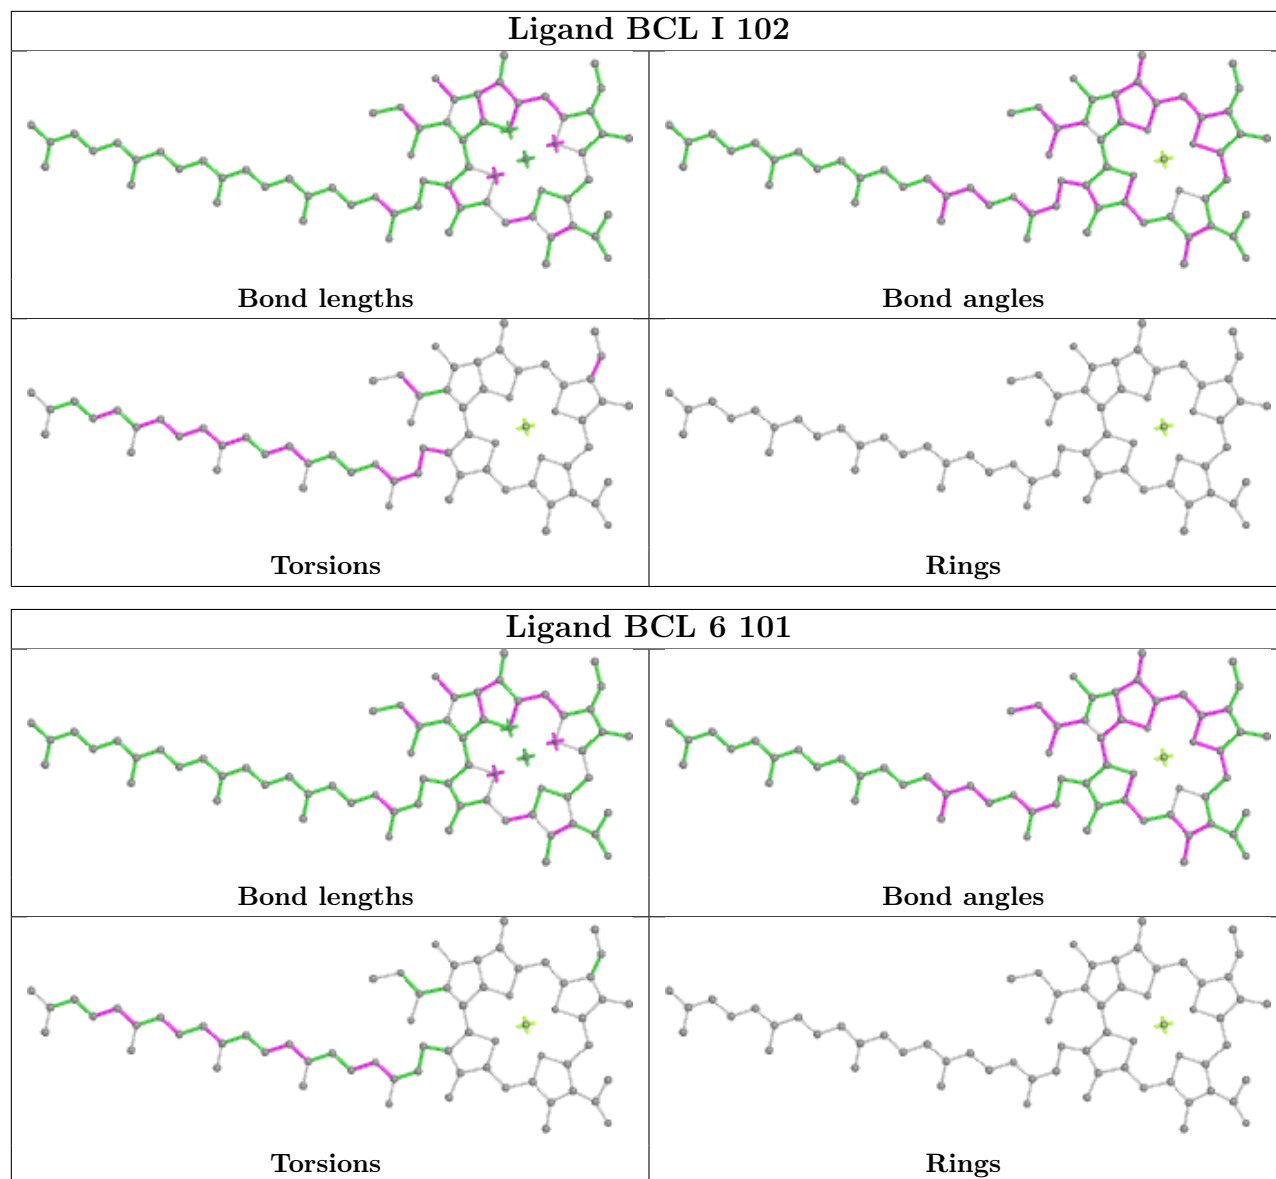 Ligand BCL I 102
Bond lengths
Bond angles
Torsions
Rings
Ligand BCL 6 101
Bond lengths
Bond angles
Torsions
Rings